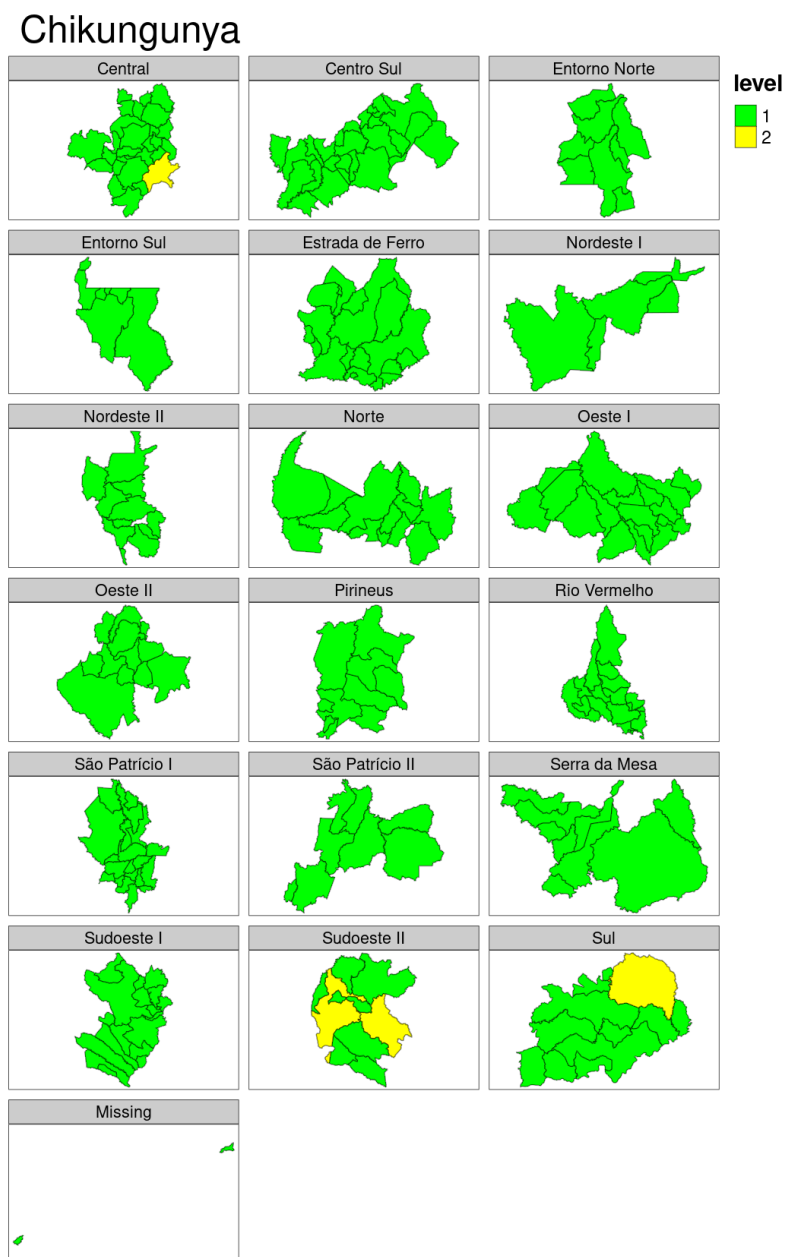 Chikungunya
Central
Centro Sul
Entorno Norte
level
1
2
Entorno Sul
Estrada de Ferro
Nordeste I
Nordeste II
Norte
Oeste I
Oeste II
Pirineus
Rio Vermelho
São Patrício I
São Patrício II
Serra da Mesa
Sudoeste I
Sudoeste II
Sul
Missing